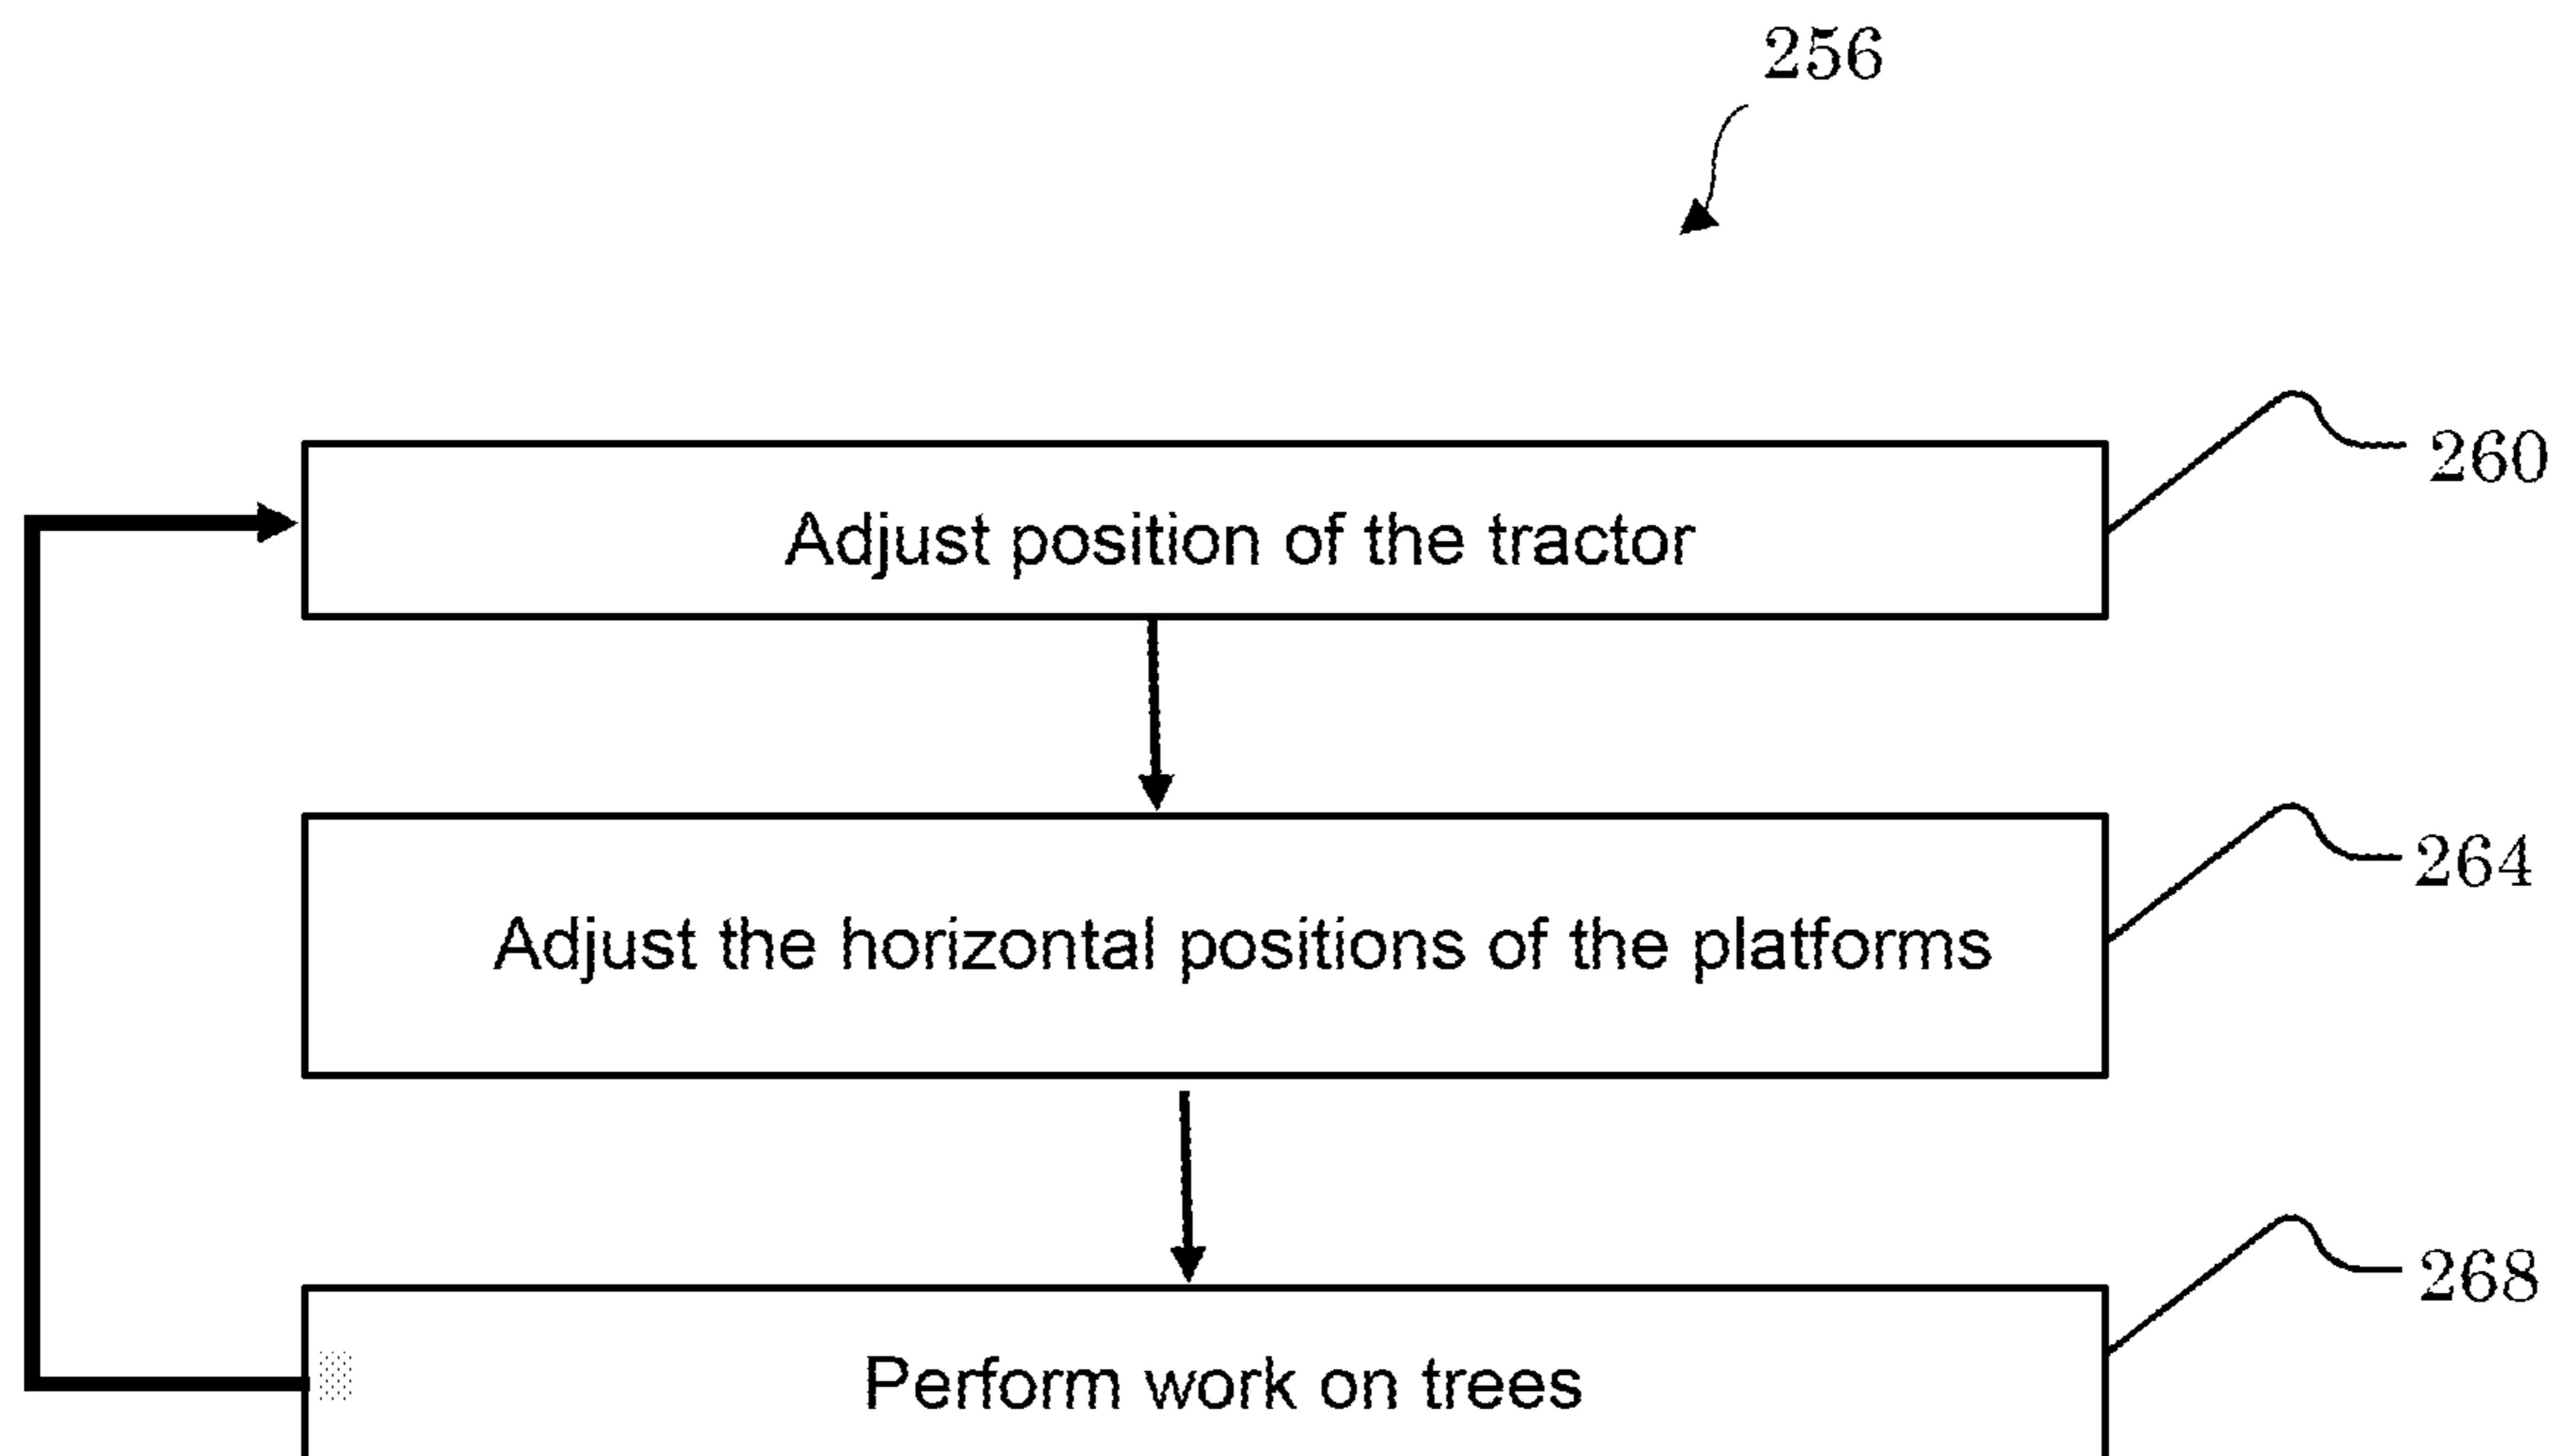 256
260
Adjust position of the tractor
264
Adjust the horizontal positions of the platforms
268
Perform work on trees